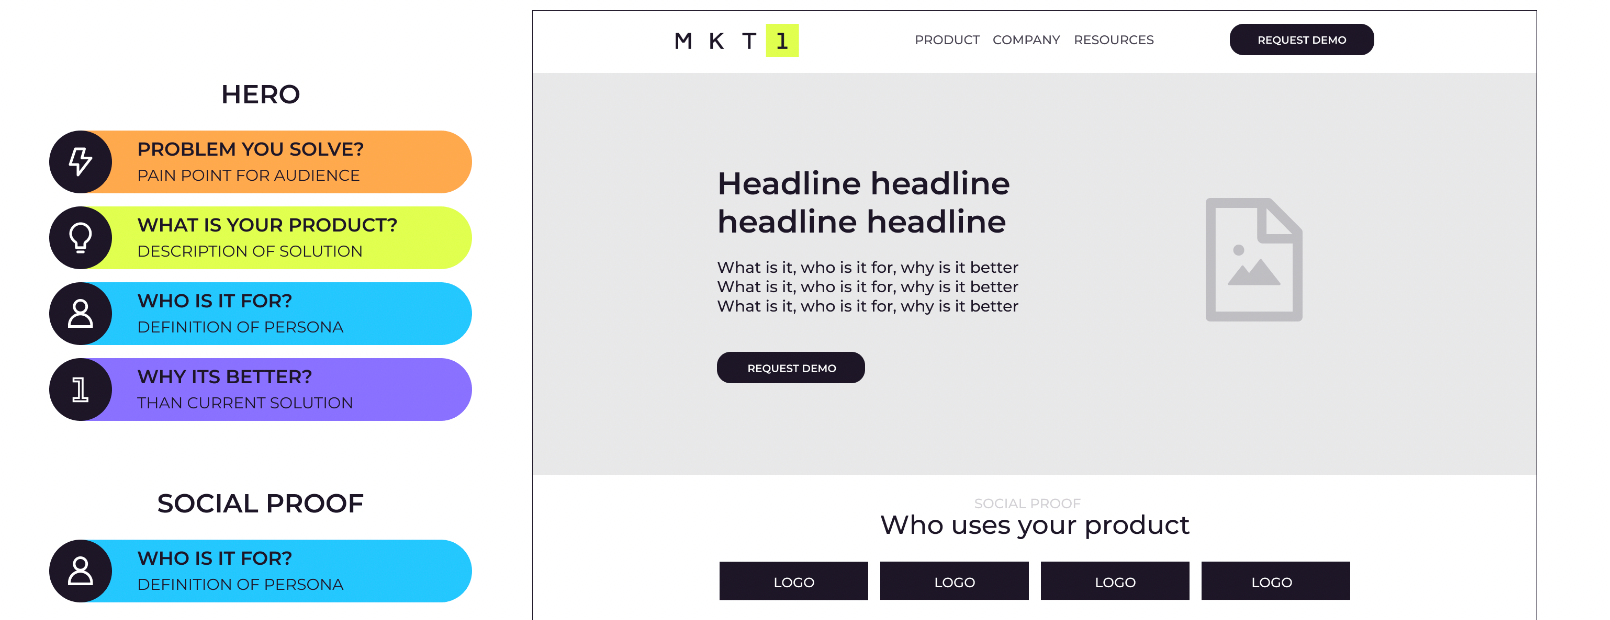 HERO
PROBLEM YOU SOLVE?
PAIN POINT FOR AUDIENCE
WHAT IS YOUR PRODUCT?
DESCRIPTION OF SOLUTION
WHO IS IT FOR?
DEFINITION OF PERSONA
1
WHY ITS BETTER?
THAN CURRENT SOLUTION
SOCIAL PROOF
WHO IS IT FOR?
DEFINITION OF PERSONA
MKT1
PRODUCT COMPANY RESOURCES
REQUEST DEMO
Headline headline
headline headline
What is it, who is it for, why is it better
What is it, who is it for, why is it better
What is it, who is it for, why is it better
REQUEST DEMO
SOCIAL PROOF
Who uses your product
LOGO LOGO LOGO LOGO